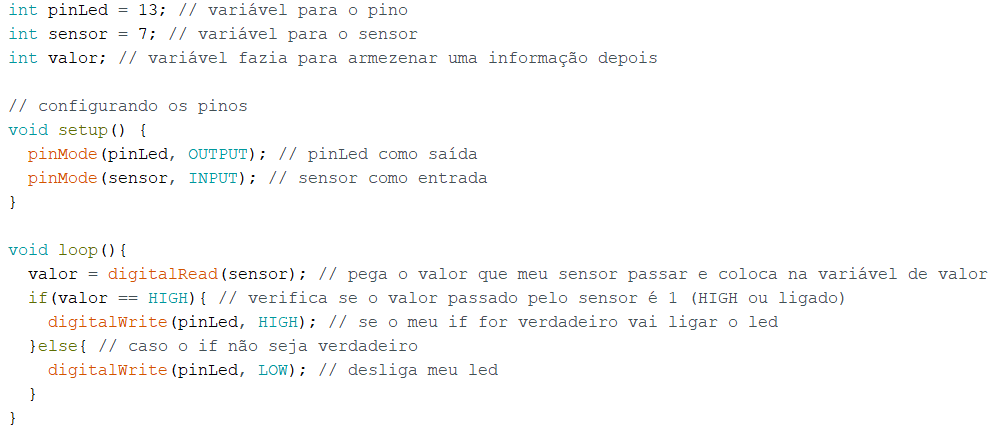 int pinLed = 13; // variável para o pino
int sensor = 7; // variável para o sensor
int valor; // variável fazia para armezenar uma informação depois

// configurando os pinos
void setup() {
  pinMode(pinLed, OUTPUT); // pinLed como saída
  pinMode(sensor, INPUT); // sensor como entrada
}

void loop(){
  valor = digitalRead(sensor); // pega o valor que meu sensor passar e coloca na variável de valor
  if(valor == HIGH){ // verifica se o valor passado pelo sensor é 1 (HIGH ou ligado)
    digitalWrite(pinLed, HIGH); // se o meu if for verdadeiro vai ligar o led
  }else{ // caso o if não seja verdadeiro
    digitalWrite(pinLed, LOW); // desliga meu led
  }
}